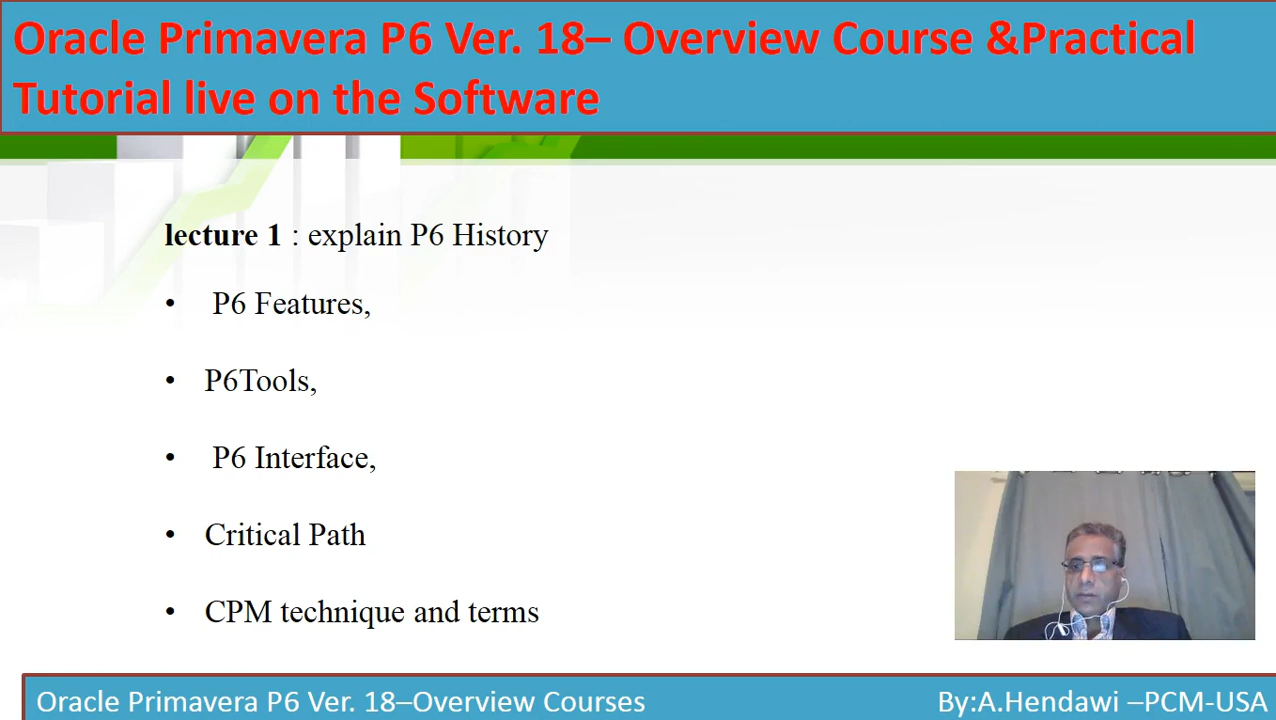 Oracle Primavera P6 Ver. 18– Overview Course &Practical
Tutorial live on the Software
lecture 1 : explain P6 History
• P6 Features,
• P6Tools,
• P6 Interface,
• Critical Path
• CPM technique and terms
Oracle Primavera P6 Ver. 18–Overview Courses
By:A.Hendawi –PCM-USA